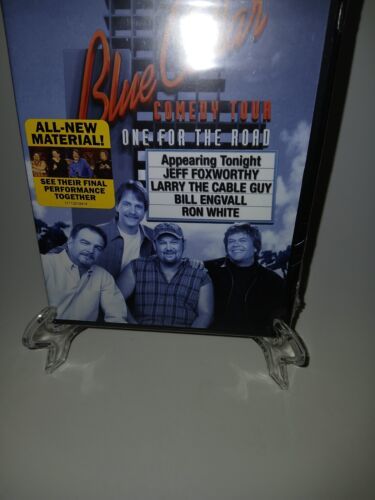 Blue Collar
COMEDY TOUR
ONE FOR THE ROAD
ALL-NEW
MATERIAL!
SEE THEIR FINAL
PERFORMANCE
TOGETHER
Appearing Tonight
JEFF FOXWORTHY
LARRY THE CABLE GUY
BILL ENGVALL
RON WHITE